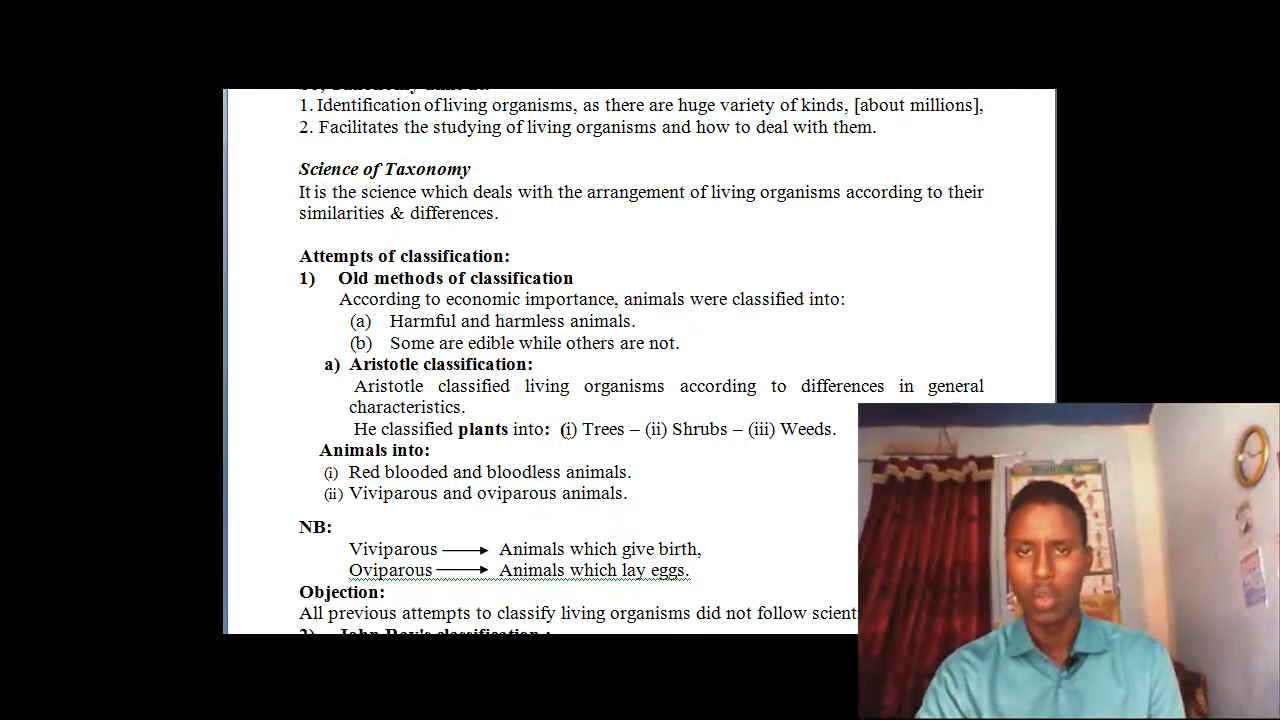 1. Identification of living organisms, as there are huge variety of kinds, [about millions],
2. Facilitates the studying of living organisms and how to deal with them.
Science of Taxonomy
It is the science which deals with the arrangement of living organisms according to their
similarities & differences.
Attempts of classification:
1) Old methods of classification
According to economic importance, animals were classified into:
(a) Harmful and harmless animals.
(b) Some are edible while others are not.
a) Aristotle classification:
Aristotle classified living organisms according to differences in general
characteristics.
He classified plants into: (i) Trees – (ii) Shrubs – (iii) Weeds.
Animals into:
(i) Red blooded and bloodless animals.
(ii) Viviparous and oviparous animals.
NB:
Viviparous → Animals which give birth,
Oviparous → Animals which lay eggs.
Objection:
All previous attempts to classify living organisms did not follow scient
2) John Ray's classification :